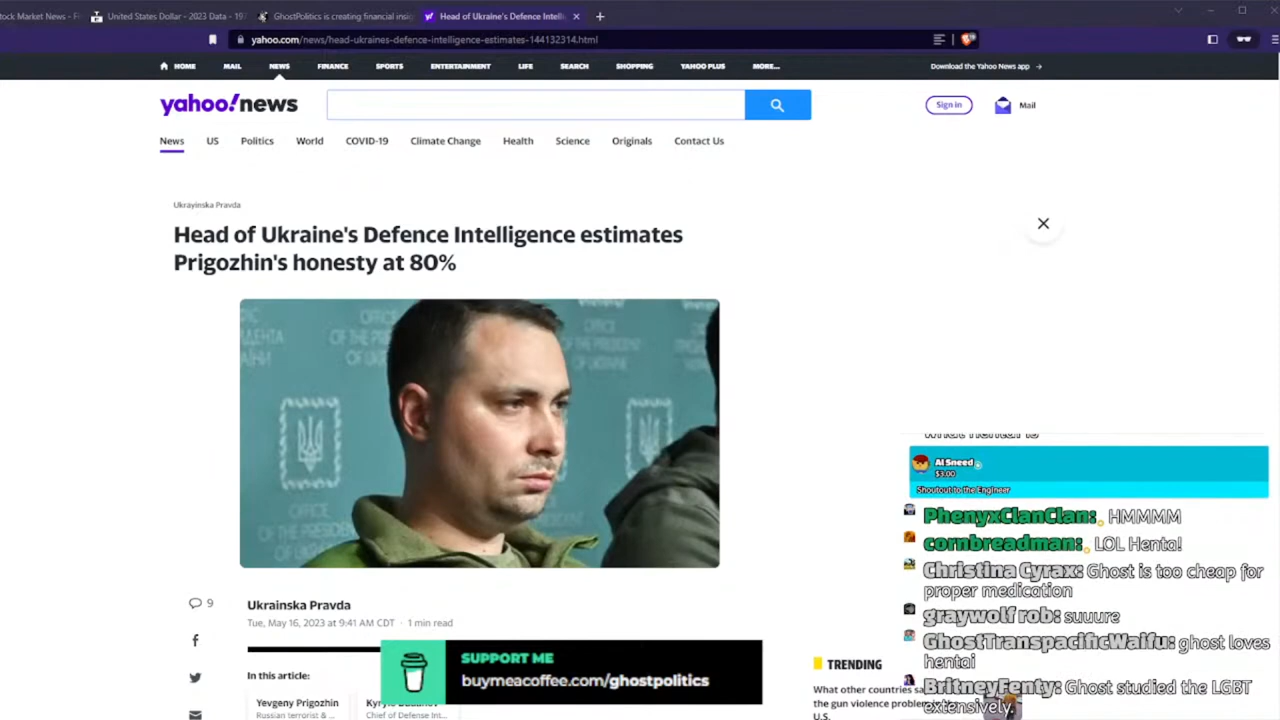 tock Market News - Fi
United States Dollar - 2023 Data - 197
GhostPolitics is creating financial insig
Head of Ukraine's Defence Intelli
yahoo.com/news/head-ukraines-defence-intelligence-estimates-144132314.html
HOME MAIL NEWS FINANCE SPORTS ENTERTAINMENT LIFE SEARCH SHOPPING YAHOO PLUS MORE... Download the Yahoo News app →
yahoo!news
Sign in
Mail
News US Politics World COVID-19 Climate Change Health Science Originals Contact Us
Ukrayinska Pravda
Head of Ukraine's Defence Intelligence estimates
Prigozhin's honesty at 80%
OFFICE
OF THE PRESIDENT
9
Ukrainska Pravda
Tue, May 16, 2023 at 9:41 AM CDT · 1 min read
In this article:
Yevgeny Prigozhin
Russian terrorist & ...
Chief of Defense Int...
SUPPORT ME
buymeacoffee.com/ghostpolitics
TRENDING
What other countries sa
the gun violence problem
U.S.
Al Sneed
$3.00
Shoutout to the Engineer
PhenyxClanClan: HMMMM
cornbreadman: LOL Henta!
Christina Cyrax: Ghost is too cheap for
proper medication
graywolf rob: suuure
GhostTranspacificWaifu: ghost loves
hentai
BritneyFenty: Ghost studied the LGBT
extensively.